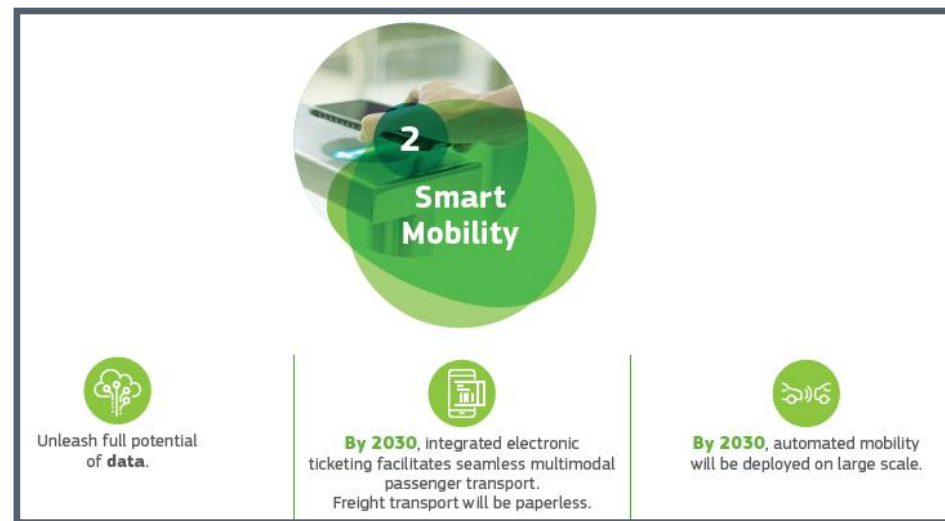 2
Smart
Mobility
Unleash full potential
of data.
By 2030, integrated electronic
ticketing facilitates seamless multimodal
passenger transport.
Freight transport will be paperless.
By 2030, automated mobility
will be deployed on large scale.